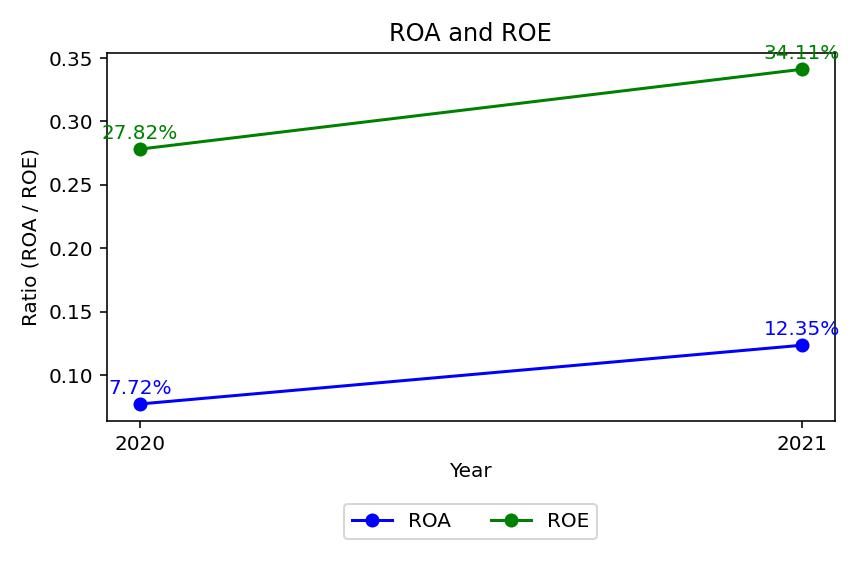 ROA and ROE
34.11%
0.35
27.82%
0.30
0.25
0.20
0.15
12.35%
0.10
7.72%
Ratio (ROA / ROE)
2020 2021
Year
ROA ROE